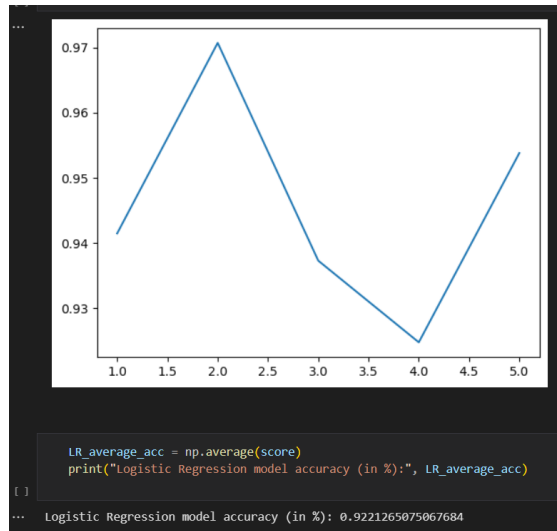 ...
0.97
0.96
0.95
0.94
0.93
1.0 1.5 2.0 2.5 3.0 3.5 4.0 4.5 5.0
LR_average_acc = np.average(score)
print("Logistic Regression model accuracy (in %):", LR_average_acc)
[ ]
... Logistic Regression model accuracy (in %): 0.9221265075067684